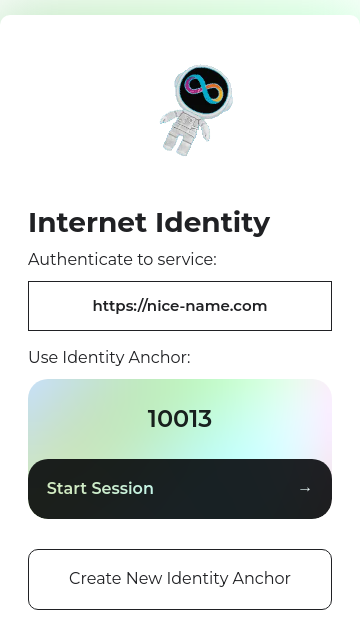 Internet Identity
Authenticate to service:
https://nice-name.com
Use Identity Anchor:
10013
Start Session →
Create New Identity Anchor